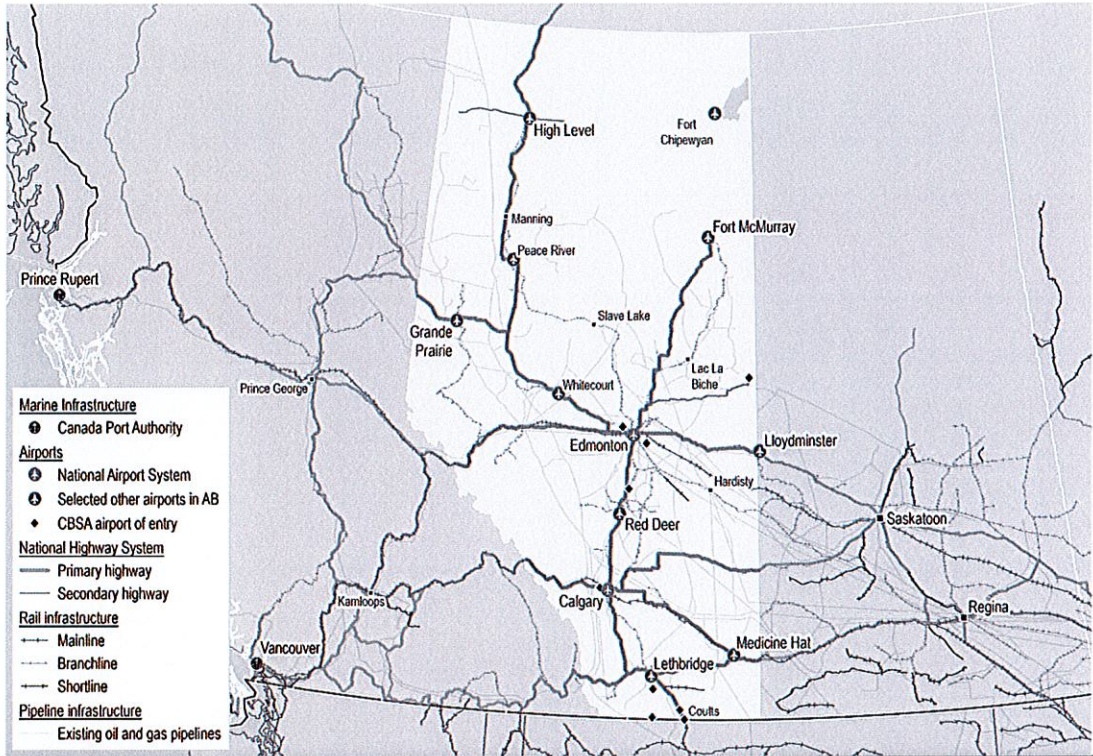 High Level
Fort
Chipewyan
Manning
Fort McMurray
Peace River
Prince Rupert
Slave Lake
Grande
Prairie
Lac La
Biche
Prince George
Whitecourt
Edmonton
Lloydminster
Hardisty
Saskatoon
Red Deer
Kamloops
Calgary
Regina
Vancouver
Medicine Hat
Lethbridge
Coutts
Marine Infrastructure
Canada Port Authority
Airports
National Airport System
Selected other airports in AB
CBSA airport of entry
National Highway System
Primary highway
Secondary highway
Rail infrastructure
Mainline
Branchline
Shortline
Pipeline infrastructure
Existing oil and gas pipelines